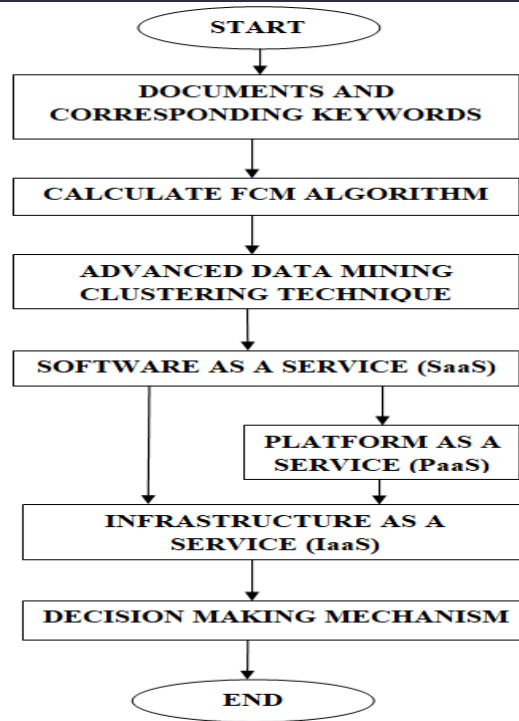 START
DOCUMENTS AND
CORRESPONDING KEYWORDS
CALCULATE FCM ALGORITHM
ADVANCED DATA MINING
CLUSTERING TECHNIQUE
SOFTWARE AS A SERVICE (SaaS)
PLATFORM AS A
SERVICE (PaaS)
INFRASTRUCTURE AS A
SERVICE (IaaS)
DECISION MAKING MECHANISM
END